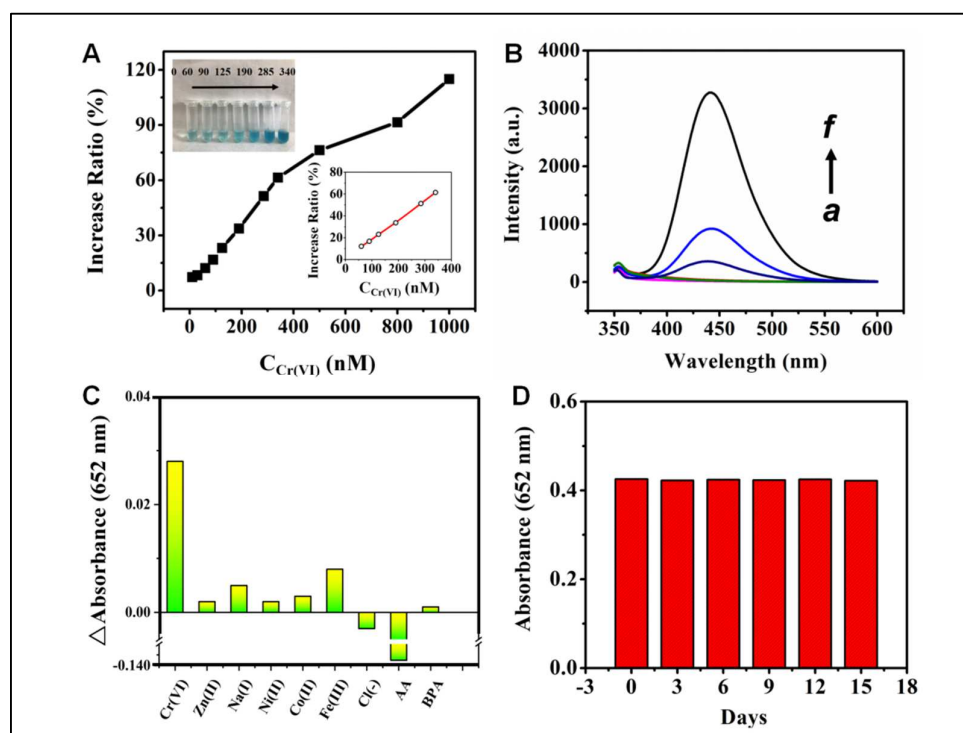 A
0 60 90 125 190 285 340
Increase Ratio (%)
120
90
60
30
0
0 200 400 600 800 1000
C_Cr(VI) (nM)
Increase Ratio (%)
80
60
40
20
0
0 100 200 300 400
C_Cr(VI) (nM)
B
Intensity (a.u.)
4000
3000
2000
1000
0
f
a
350 400 450 500 550 600
Wavelength (nm)
C
△Absorbance (652 nm)
0.04
0.02
0.00
-0.140
Cr(VI) Zn(II) Na(I) Ni(II) Co(II) Fe(III) Cl(-) AA BPA
D
Absorbance (652 nm)
0.6
0.4
0.2
0.0
-3 0 3 6 9 12 15 18
Days